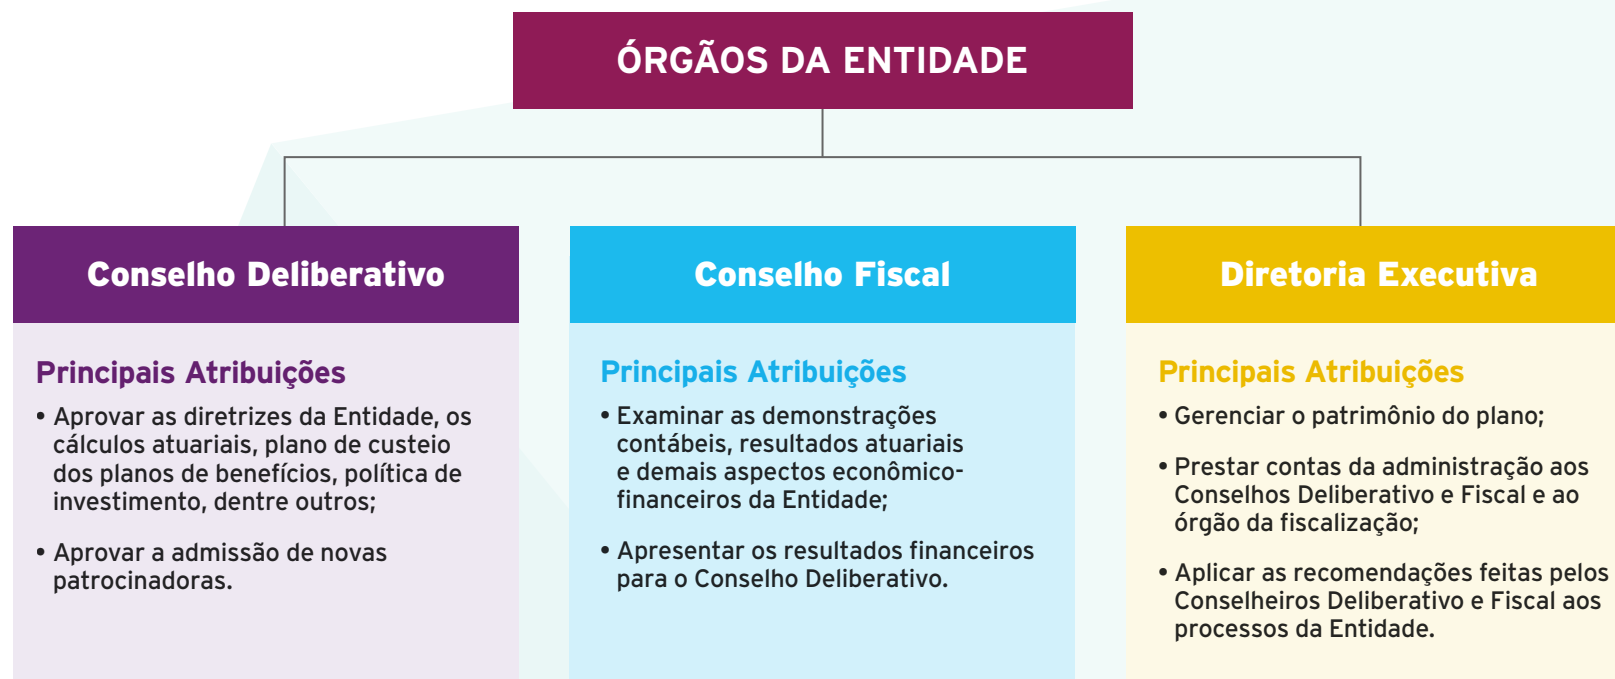 ÓRGÃOS DA ENTIDADE
Conselho Deliberativo
Principais Atribuições
• Aprovar as diretrizes da Entidade, os
cálculos atuariais, plano de custeio
dos planos de benefícios, política de
investimento, dentre outros;
• Aprovar a admissão de novas
patrocinadoras.
Conselho Fiscal
Principais Atribuições
• Examinar as demonstrações
contábeis, resultados atuariais
e demais aspectos econômico-
financeiros da Entidade;
• Apresentar os resultados financeiros
para o Conselho Deliberativo.
Diretoria Executiva
Principais Atribuições
• Gerenciar o patrimônio do plano;
• Prestar contas da administração aos
Conselhos Deliberativo e Fiscal e ao
órgão da fiscalização;
• Aplicar as recomendações feitas pelos
Conselheiros Deliberativo e Fiscal aos
processos da Entidade.